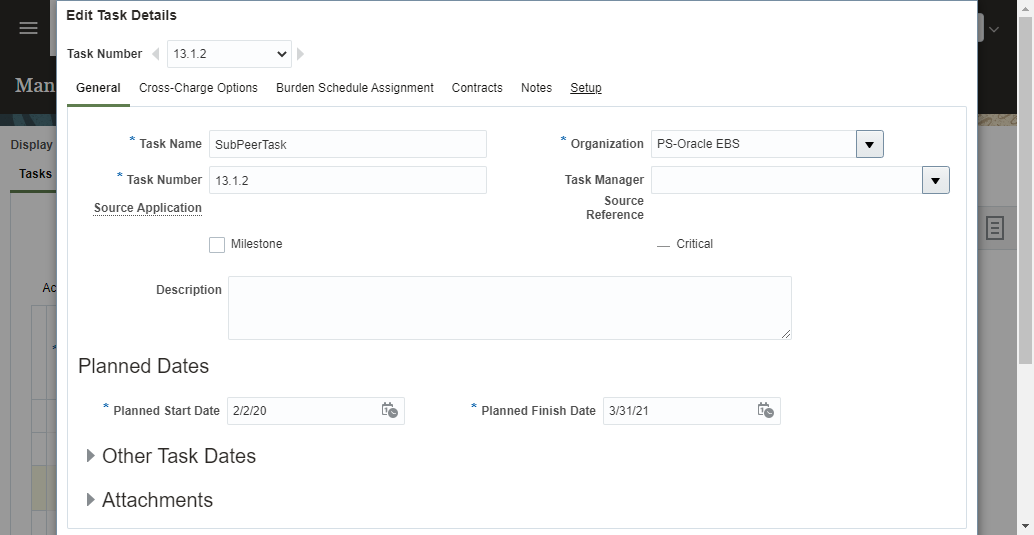 Edit Task Details
Man
Task Number 13.1.2
General Cross-Charge Options Burden Schedule Assignment Contracts Notes Setup
Display
Tasks
* Task Name SubPeerTask * Organization PS-Oracle EBS
* Task Number 13.1.2 Task Manager
Source Application Source Reference
Milestone Critical
Ac
Description
*
Planned Dates
* Planned Start Date 2/2/20 * Planned Finish Date 3/31/21
Other Task Dates
Attachments